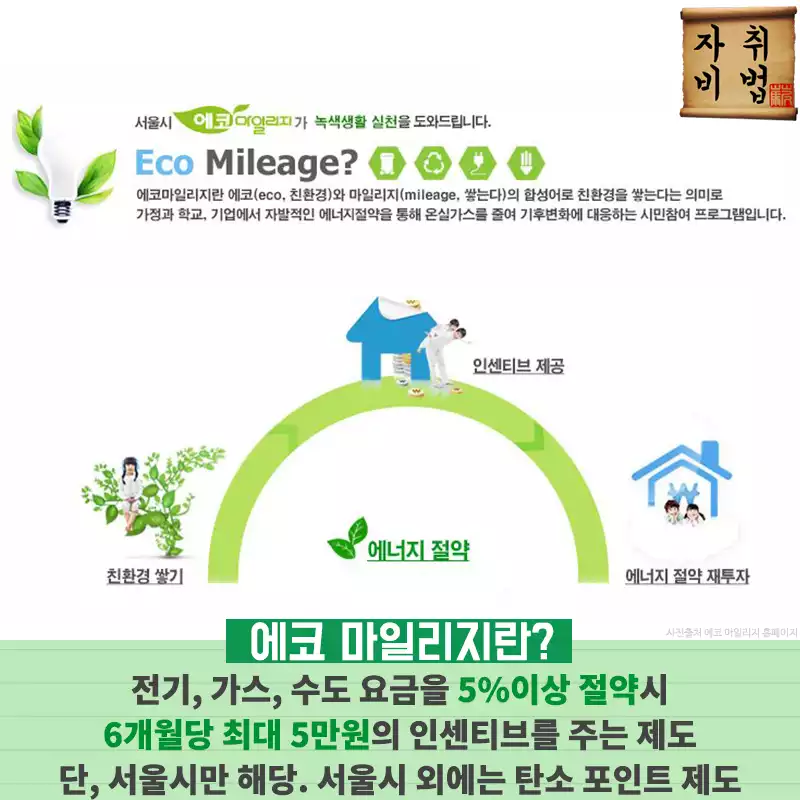 자취
비법
서울시 에코마일리지가 녹색생활 실천을 도와드립니다.
Eco Mileage?
에코마일리지란 에코(eco, 친환경)와 마일리지(mileage, 쌓는다)의 합성어로 친환경을 쌓는다는 의미로
가정과 학교, 기업에서 자발적인 에너지절약을 통해 온실가스를 줄여 기후변화에 대응하는 시민참여 프로그램입니다.
인센티브 제공
에너지 절약
친환경 쌓기
에너지 절약 재투자
사진출처 에코 마일리지 홈페이지
에코 마일리지란?
전기, 가스, 수도 요금을 5%이상 절약시
6개월당 최대 5만원의 인센티브를 주는 제도
단, 서울시만 해당. 서울시 외에는 탄소 포인트 제도